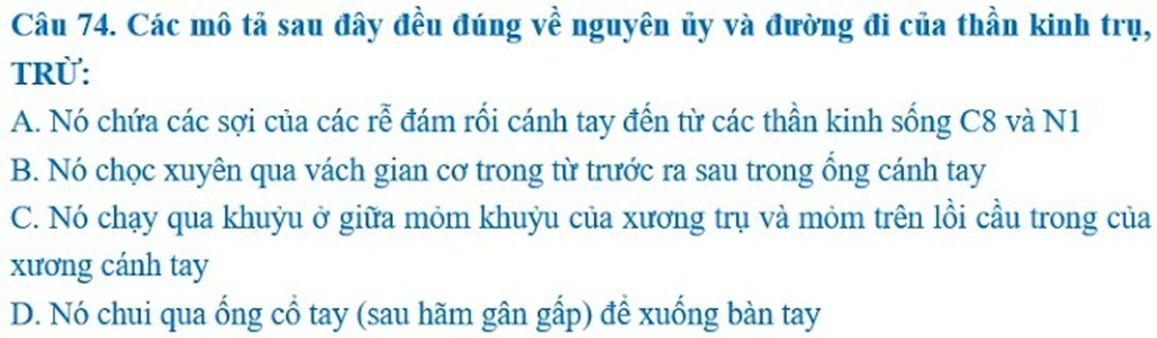 Câu 74. Các mô tả sau đây đều đúng về nguyên ủy và đường đi của thần kinh trụ,
TRỪ:
A. Nó chứa các sợi của các rễ đám rối cánh tay đến từ các thần kinh sống C8 và N1
B. Nó chọc xuyên qua vách gian cơ trong từ trước ra sau trong ống cánh tay
C. Nó chạy qua khuỷu ở giữa mỏm khuỷu của xương trụ và mỏm trên lồi cầu trong của
xương cánh tay
D. Nó chui qua ống cổ tay (sau hãm gân gấp) để xuống bàn tay